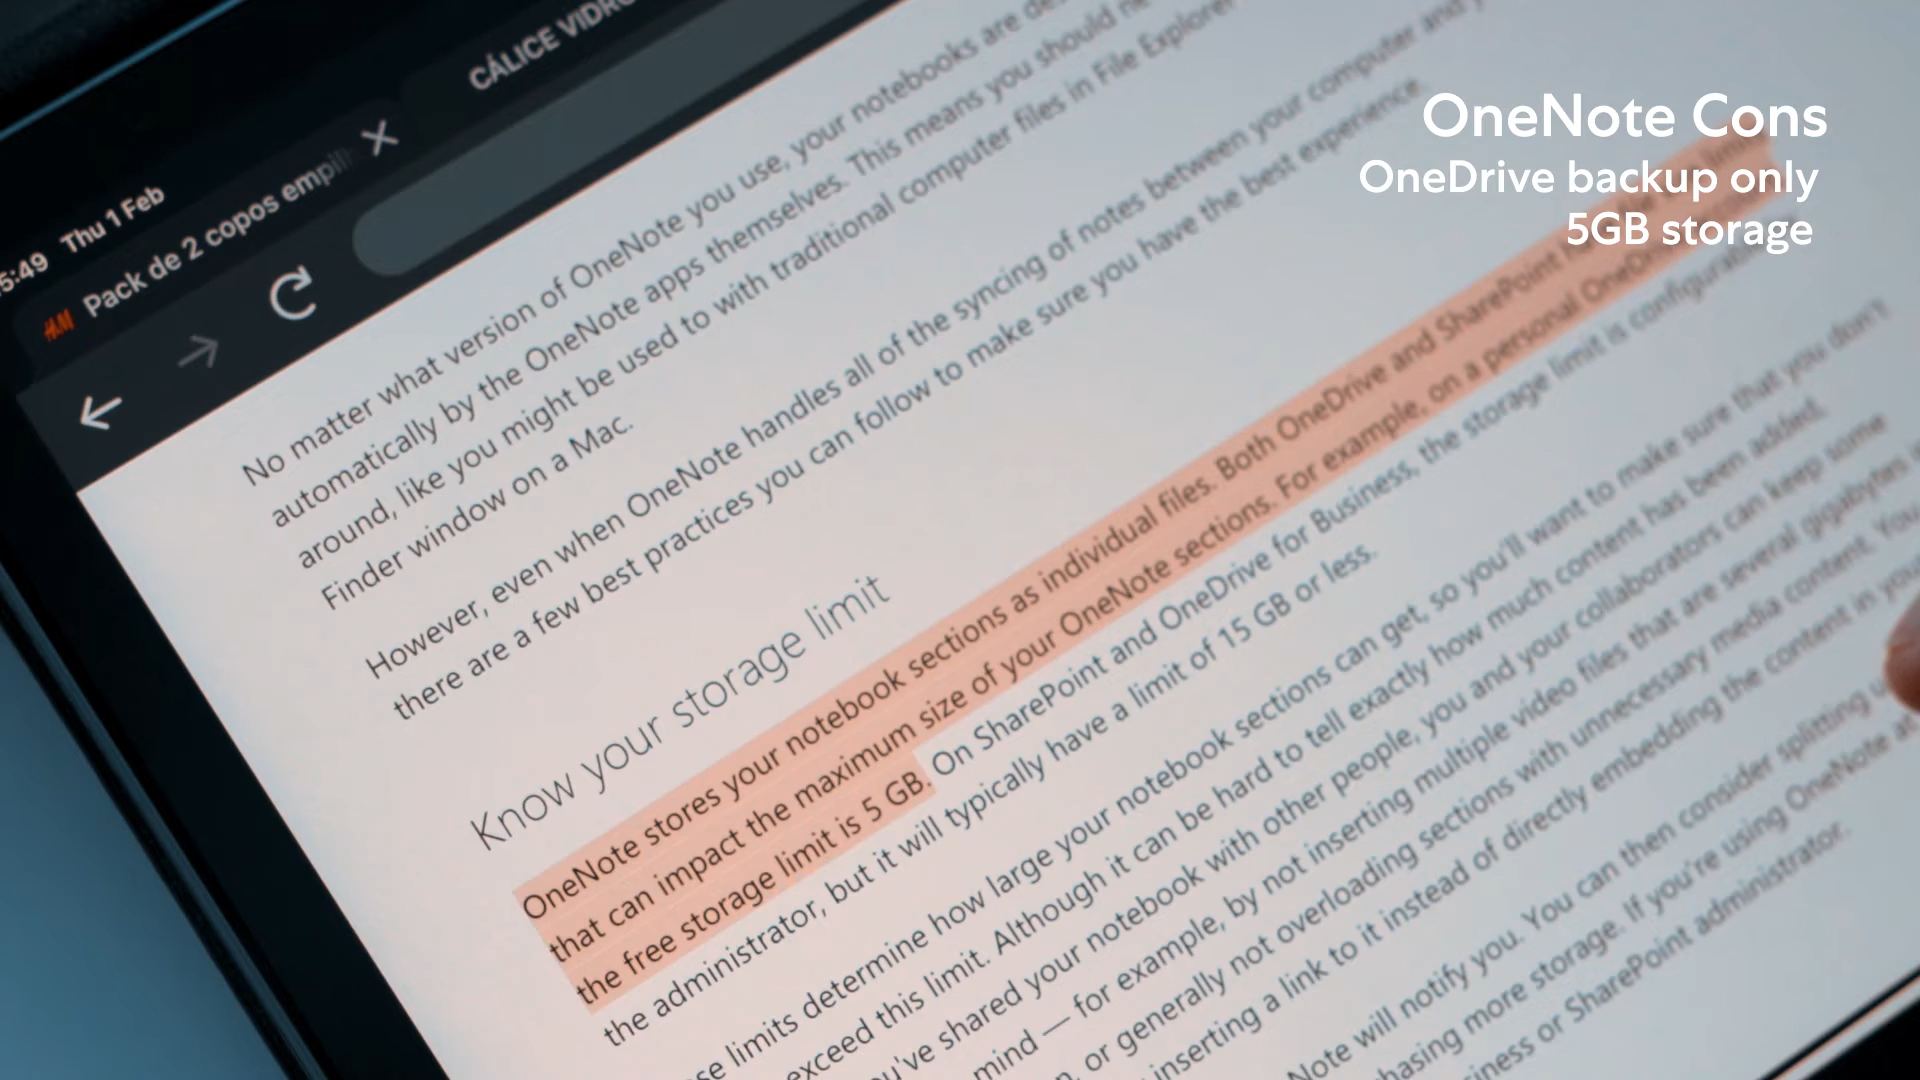 OneNote Cons
OneDrive backup only
5GB storage
5:49 Thu 1 Feb
H&M Pack de 2 copos empil
CÁLICE VIDRO
No matter what version of OneNote you use, your notebooks are
automatically by the OneNote apps themselves. This means you should
around, like you might be used to with traditional computer files in File Explorer
Finder window on a Mac.
However, even when OneNote handles all of the syncing of notes between your computer and
there are a few best practices you can follow to make sure you have the best experience.
Know your storage limit
OneNote stores your notebook sections as individual files. Both OneDrive and SharePoint
that can impact the maximum size of your OneNote sections. For example, on a personal OneDrive
the free storage limit is 5 GB. On SharePoint and OneDrive for Business, the storage limit is
the administrator, but it will typically have a limit of 15 GB or less.
se limits determine how large your notebook sections can get, so you'll want to make sure that you don't
exceed this limit. Although it can be hard to tell exactly how much content has been added,
u've shared your notebook with other people, you and your collaborators can keep some
mind — for example, by not inserting multiple video files that are several gigabytes
or generally not overloading sections with unnecessary media content. You
inserting a link to it instead of directly embedding the content in your
Note will notify you. You can then consider splitting
hasing more storage. If you're using OneNote at
siness or SharePoint administrator.